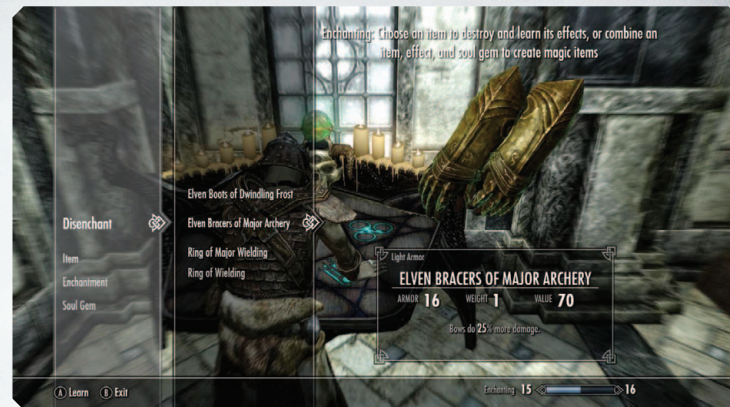 Enchanting: Choose an item to destroy and learn its effects, or combine an
item, effect, and soul gem to create magic items
Disenchant
Item
Enchantment
Soul Gem
Elven Boots of Dwindling Frost
Elven Bracers of Major Archery
Ring of Major Wielding
Ring of Wielding
Light Armor
ELVEN BRACERS OF MAJOR ARCHERY
ARMOR 16 WEIGHT 1 VALUE 70
Bows do 25% more damage.
A Learn B Exit
Enchanting 15 16